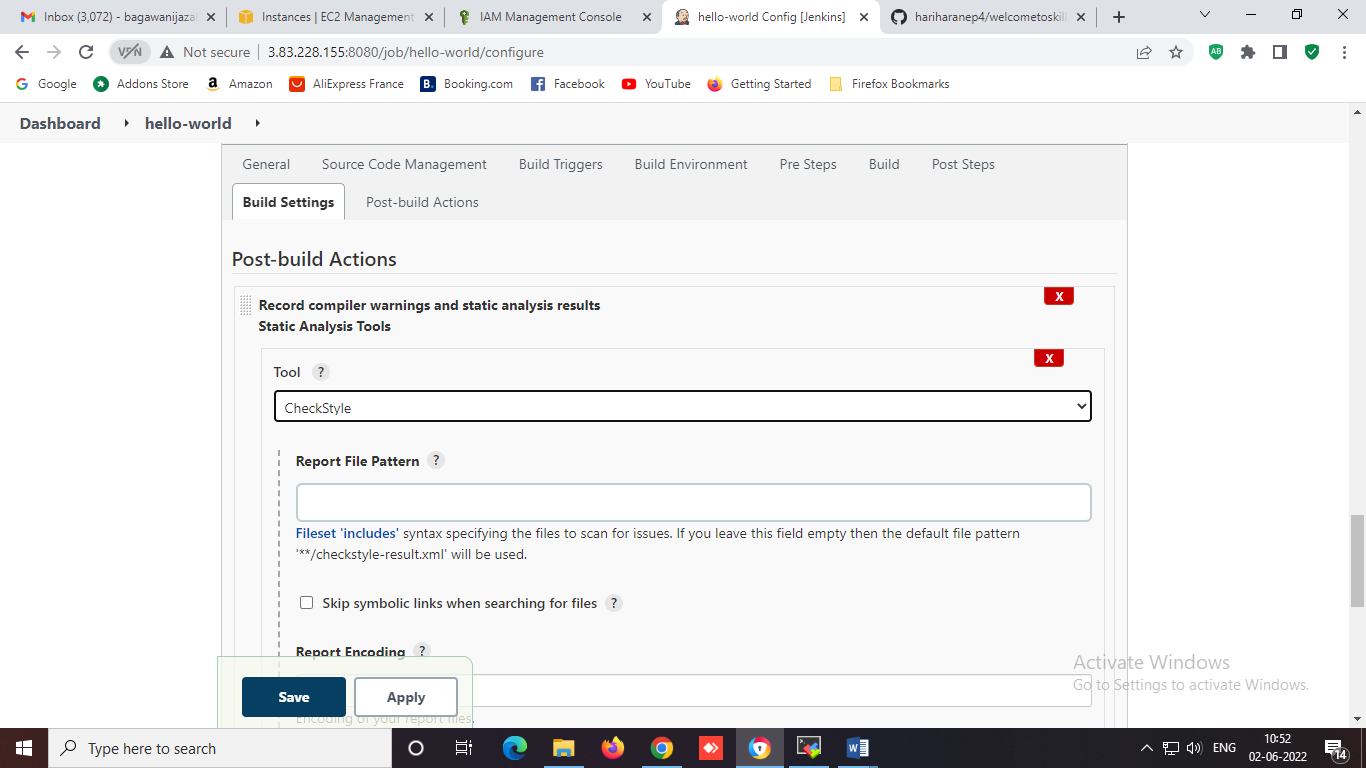 Inbox (3,072) - bagawanijaza
Instances | EC2 Management
IAM Management Console
hello-world Config [Jenkins]
hariharanep4/welcometoskill
VPN
Not secure
3.83.228.155:8080/job/hello-world/configure
Google
Addons Store
Amazon
AliExpress France
Booking.com
Facebook
YouTube
Getting Started
Firefox Bookmarks
Dashboard
hello-world
General
Source Code Management
Build Triggers
Build Environment
Pre Steps
Build
Post Steps
Build Settings
Post-build Actions
Post-build Actions
Record compiler warnings and static analysis results
X
Static Analysis Tools
X
Tool ?
CheckStyle
Report File Pattern ?
Fileset 'includes' syntax specifying the files to scan for issues. If you leave this field empty then the default file pattern
'**/checkstyle-result.xml' will be used.
Skip symbolic links when searching for files ?
Report Encoding ?
Activate Windows
Go to Settings to activate Windows.
Save
Apply
Encoding of your report files.
Type here to search
ENG
10:52
02-06-2022
14